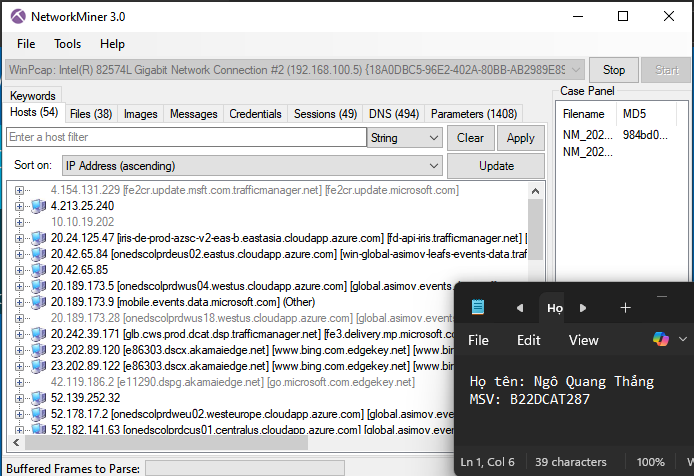 NetworkMiner 3.0
File Tools Help
WinPcap: Intel(R) 82574L Gigabit Network Connection #2 (192.168.100.5) {18A0DBC5-96E2-402A-80BB-AB2989E89
Stop
Start
Keywords
Hosts (54) Files (38) Images Messages Credentials Sessions (49) DNS (494) Parameters (1408)
Enter a host filter
String
Clear
Apply
Sort on:
IP Address (ascending)
Update
4.154.131.229 [fe2cr.update.msft.com.trafficmanager.net] [fe2cr.update.microsoft.com]
4.213.25.240
10.10.19.202
20.24.125.47 [iris-de-prod-azsc-v2-eas-b.eastasia.cloudapp.azure.com] [fd-api-iris.trafficmanager.net] [
20.42.65.84 [onedscolprdeus02.eastus.cloudapp.azure.com] [win-global-asimov-leafs-events-data.traf
20.42.65.85
20.189.173.5 [onedscolprdwus04.westus.cloudapp.azure.com] [global.asimov.events.
20.189.173.9 [mobile.events.data.microsoft.com] (Other)
20.189.173.28 [onedscolprdwus18.westus.cloudapp.azure.com] [global.asimov.events
20.242.39.171 [glb.cws.prod.dcat.dsp.trafficmanager.net] [fe3.delivery.mp.microsoft.com
23.202.89.120 [e86303.dscx.akamaiedge.net] [www.bing.com.edgekey.net] [www.bing
23.202.89.122 [e86303.dscx.akamaiedge.net] [www.bing.com.edgekey.net] [www.bing
42.119.186.2 [e11290.dspg.akamaiedge.net] [go.microsoft.com.edgekey.net]
52.139.252.32
52.178.17.2 [onedscolprdweu02.westeurope.cloudapp.azure.com] [global.asimov.eve
52.182.141.63 [onedscolprdcus01.centralus.cloudapp.azure.com] [global.asimov.even
Buffered Frames to Parse:
Case Panel
Filename MD5
NM_202... 984bd0...
NM_202...
Họ
File Edit View
Họ tên: Ngô Quang Thắng
MSV: B22DCAT287
Ln 1, Col 6 39 characters 100% W